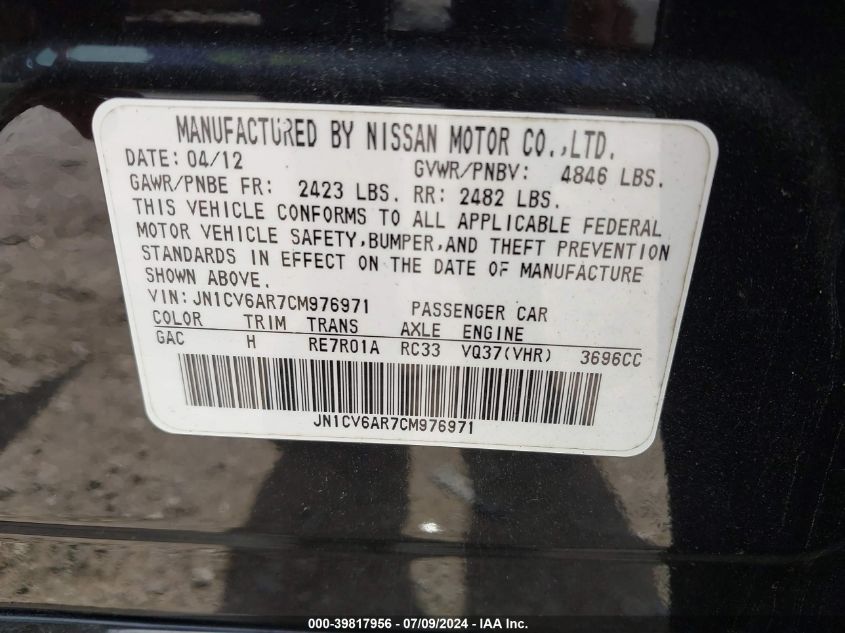 MANUFACTURED BY NISSAN MOTOR CO.,LTD.
DATE: 04/12 GVWR/PNBV: 4846 LBS.
GAWR/PNBE FR: 2423 LBS. RR: 2482 LBS.
THIS VEHICLE CONFORMS TO ALL APPLICABLE FEDERAL
MOTOR VEHICLE SAFETY,BUMPER,AND THEFT PREVENTION
STANDARDS IN EFFECT ON THE DATE OF MANUFACTURE
SHOWN ABOVE.
VIN: JN1CV6AR7CM976971 PASSENGER CAR
COLOR TRIM TRANS AXLE ENGINE
GAC H RE7R01A RC33 VQ37(VHR) 3696CC
JN1CV6AR7CM976971
000-39817956 - 07/09/2024 - IAA Inc.